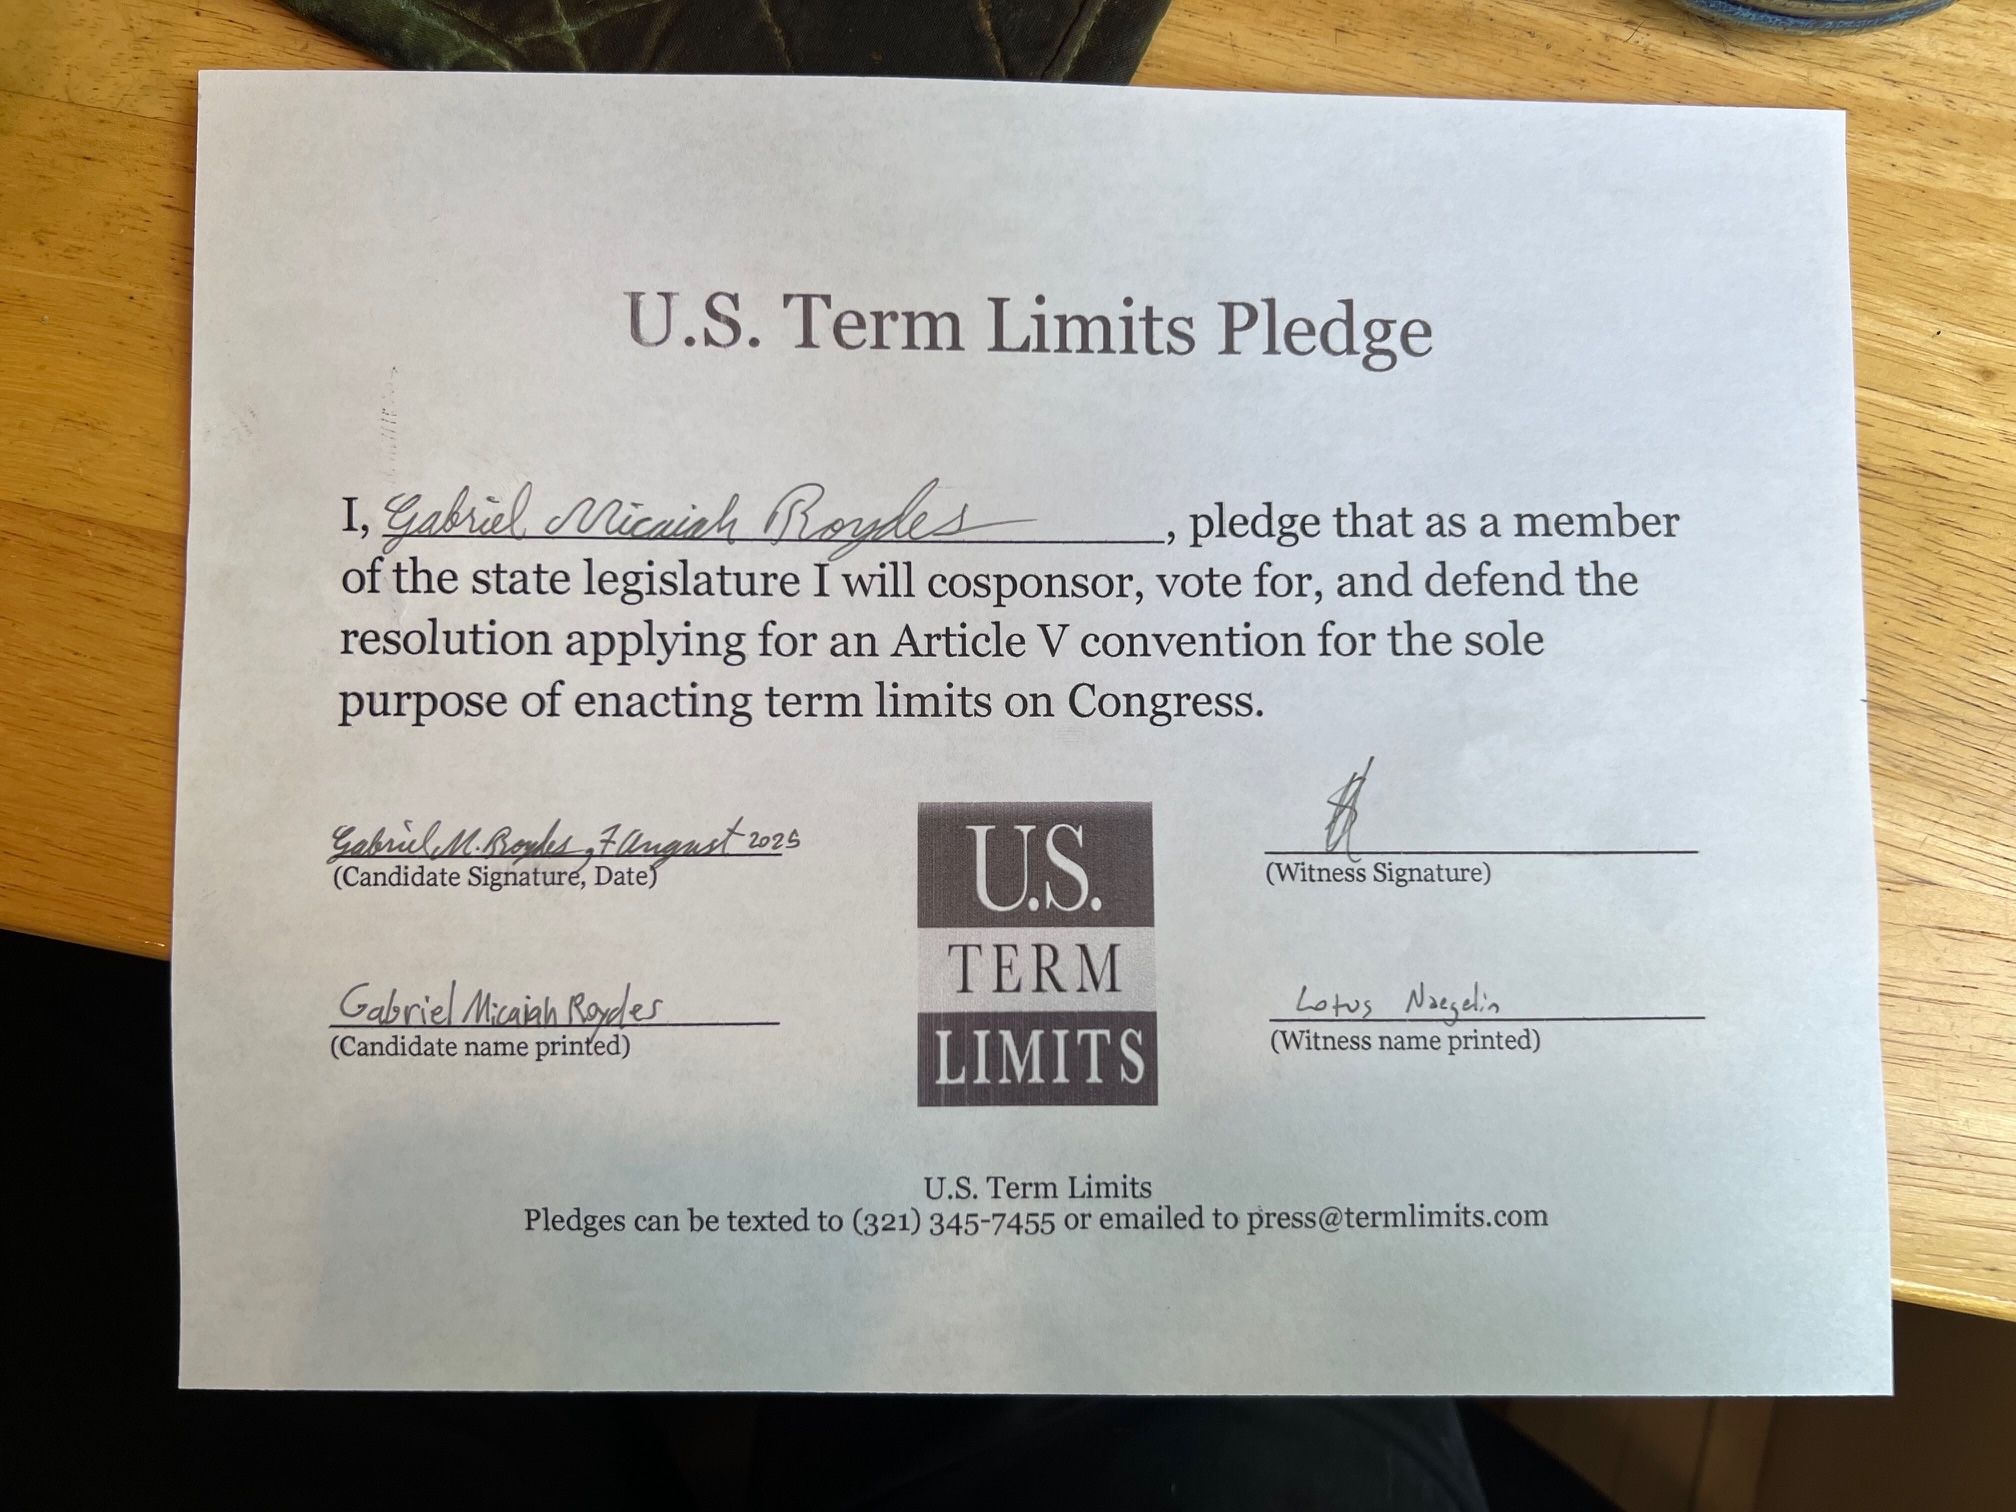 U.S. Term Limits Pledge
I, Gabriel Micaiah Roydes, pledge that as a member
of the state legislature I will cosponsor, vote for, and defend the
resolution applying for an Article V convention for the sole
purpose of enacting term limits on Congress.
Gabriel M. Roydes, 7 August 2025
(Candidate Signature, Date)
(Witness Signature)
Gabriel Micaiah Roydes
(Candidate name printed)
U.S.
TERM
LIMITS
Lotus Naegelin
(Witness name printed)
U.S. Term Limits
Pledges can be texted to (321) 345-7455 or emailed to press@termlimits.com